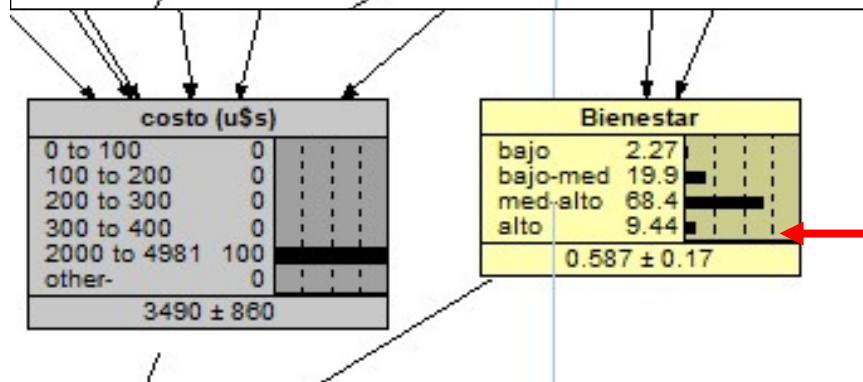 costo (u$s)
0 to 100 0
100 to 200 0
200 to 300 0
300 to 400 0
2000 to 4981 100
other- 0
3490 ± 860
Bienestar
bajo 2.27
bajo-med 19.9
med-alto 68.4
alto 9.44
0.587 ± 0.17